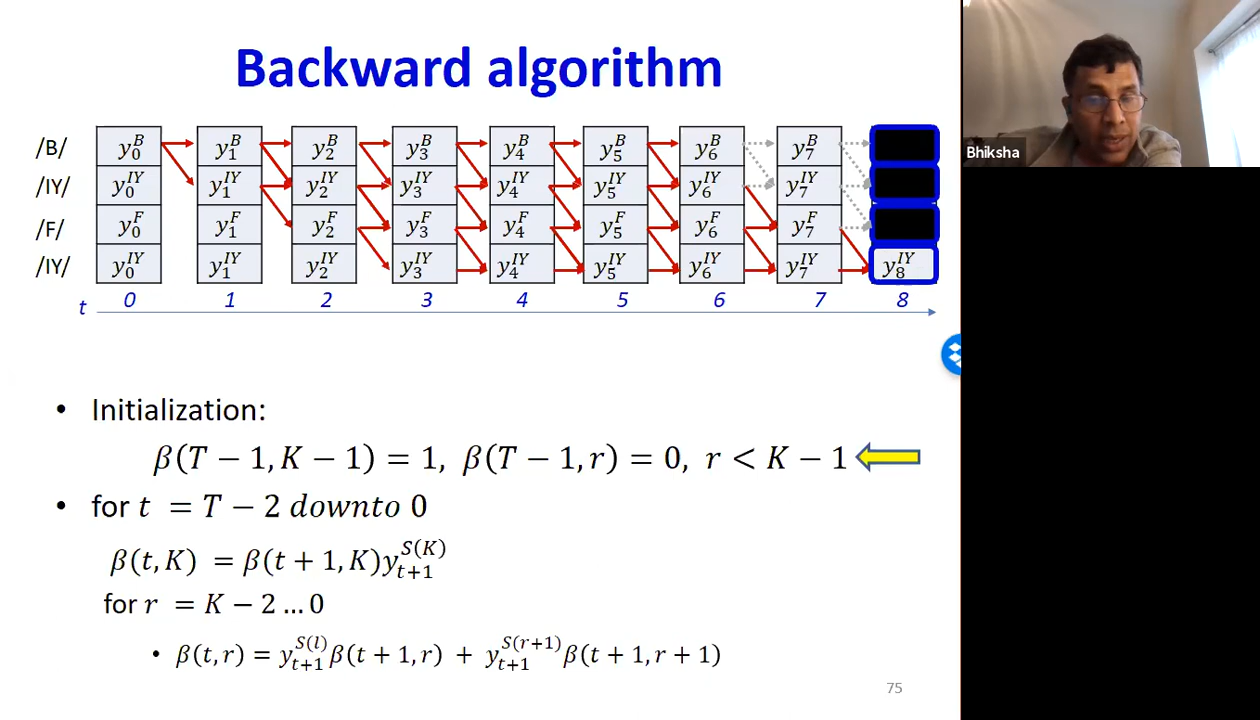 Backward algorithm
/B/ y_0^B y_1^B y_2^B y_3^B y_4^B y_5^B y_6^B y_7^B
/IY/ y_0^{IY} y_1^{IY} y_2^{IY} y_3^{IY} y_4^{IY} y_5^{IY} y_6^{IY} y_7^{IY}
/F/ y_0^F y_1^F y_2^F y_3^F y_4^F y_5^F y_6^F y_7^F
/IY/ y_0^{IY} y_1^{IY} y_2^{IY} y_3^{IY} y_4^{IY} y_5^{IY} y_6^{IY} y_7^{IY} y_8^{IY}
t 0 1 2 3 4 5 6 7 8
• Initialization:
β(T − 1, K − 1) = 1, β(T − 1, r) = 0, r < K − 1
• for t = T − 2 downto 0
β(t, K) = β(t + 1, K)y_{t+1}^{S(K)}
for r = K − 2 … 0
• β(t, r) = y_{t+1}^{S(l)}β(t + 1, r) + y_{t+1}^{S(r+1)}β(t + 1, r + 1)
75
Bhiksha